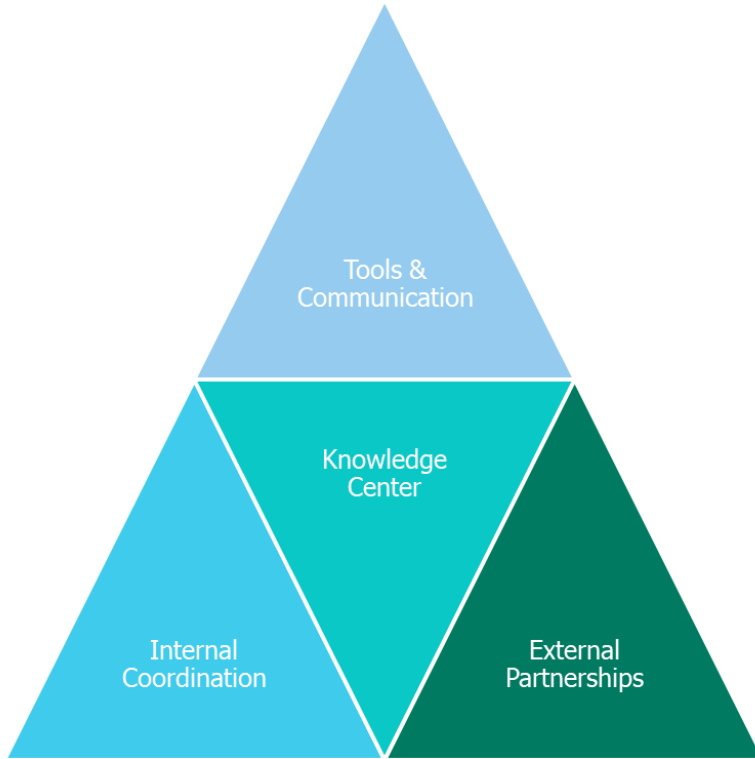 Tools &
Communication
Knowledge
Center
Internal
Coordination
External
Partnerships